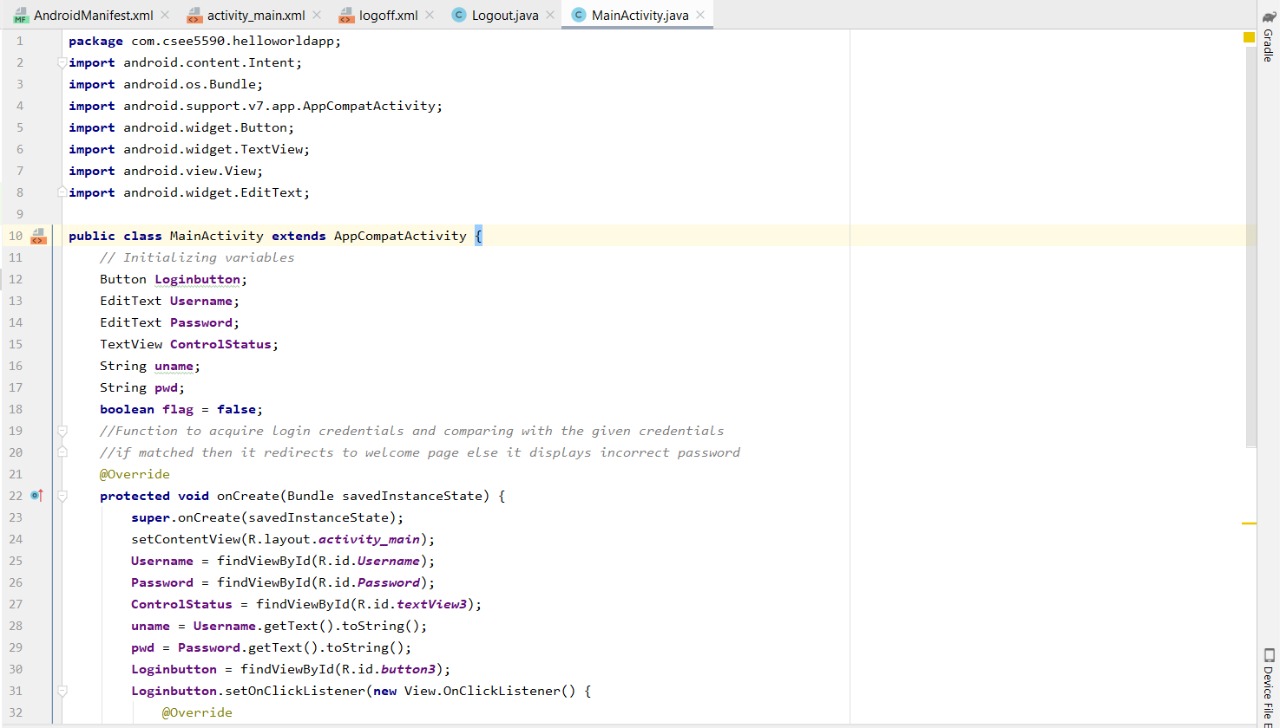 AndroidManifest.xml activity_main.xml logoff.xml Logout.java MainActivity.java
1 package com.csee5590.helloworldapp;
2 import android.content.Intent;
3 import android.os.Bundle;
4 import android.support.v7.app.AppCompatActivity;
5 import android.widget.Button;
6 import android.widget.TextView;
7 import android.view.View;
8 import android.widget.EditText;
9
10 public class MainActivity extends AppCompatActivity {
11 // Initializing variables
12 Button Loginbutton;
13 EditText Username;
14 EditText Password;
15 TextView ControlStatus;
16 String uname;
17 String pwd;
18 boolean flag = false;
19 //Function to acquire login credentials and comparing with the given credentials
20 //if matched then it redirects to welcome page else it displays incorrect password
21 @Override
22 protected void onCreate(Bundle savedInstanceState) {
23 super.onCreate(savedInstanceState);
24 setContentView(R.layout.activity_main);
25 Username = findViewById(R.id.Username);
26 Password = findViewById(R.id.Password);
27 ControlStatus = findViewById(R.id.textView3);
28 uname = Username.getText().toString();
29 pwd = Password.getText().toString();
30 Loginbutton = findViewById(R.id.button3);
31 Loginbutton.setOnClickListener(new View.OnClickListener() {
32 @Override
Gradle
Device File E